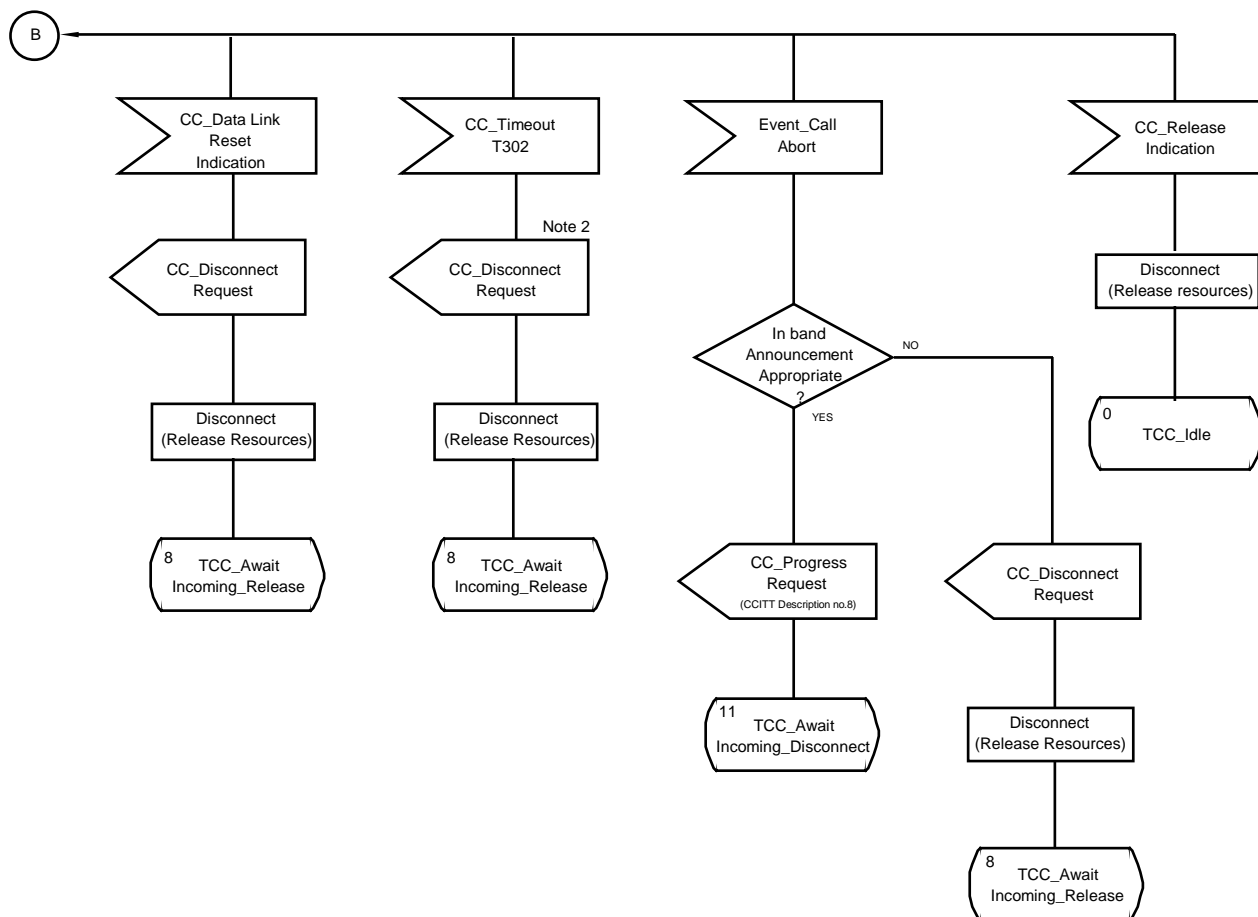 B
CC_Data Link
Reset
Indication
CC_Timeout
T302
Event_Call
Abort
CC_Release
Indication
Note 2
CC_Disconnect
Request
CC_Disconnect
Request
Disconnect
(Release resources)
In band
Announcement
Appropriate
?
NO
YES
Disconnect
(Release Resources)
Disconnect
(Release Resources)
0
TCC_Idle
8
TCC_Await
Incoming_Release
8
TCC_Await
Incoming_Release
CC_Progress
Request
(CCITT Description no.8)
CC_Disconnect
Request
11
TCC_Await
Incoming_Disconnect
Disconnect
(Release Resources)
8
TCC_Await
Incoming_Release